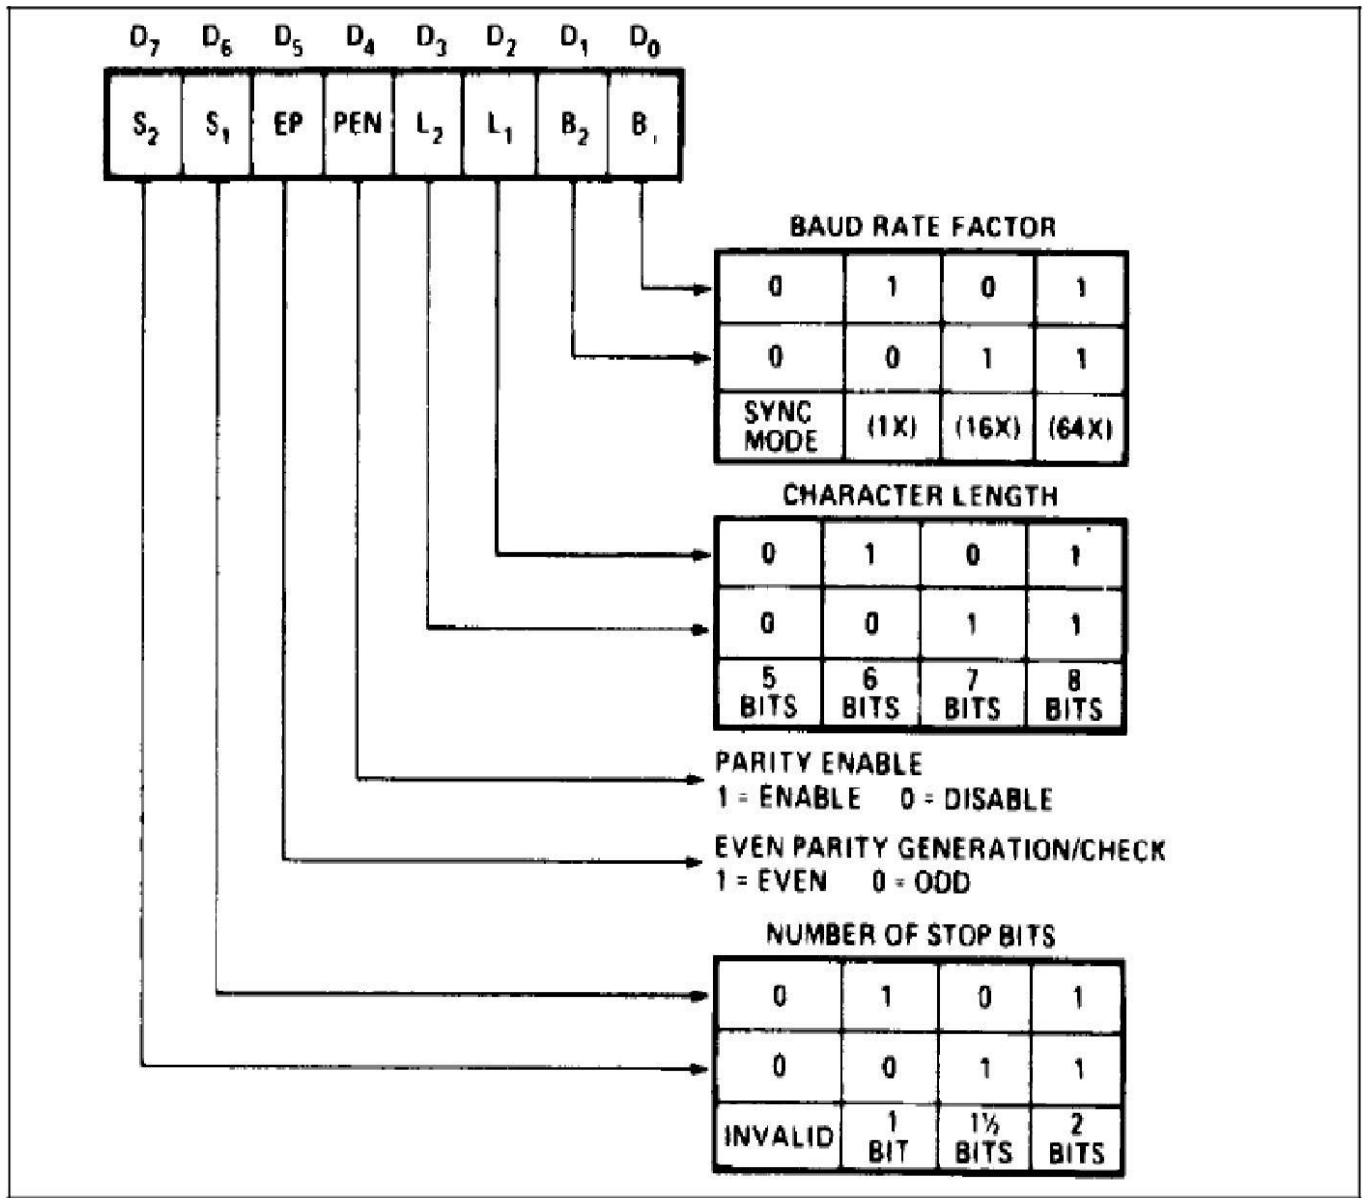 D₇ D₆ D₅ D₄ D₃ D₂ D₁ D₀
S₂ S₁ EP PEN L₂ L₁ B₂ B₁
BAUD RATE FACTOR
0 1 0 1
0 0 1 1
SYNC MODE (1X) (16X) (64X)
CHARACTER LENGTH
0 1 0 1
0 0 1 1
5 BITS 6 BITS 7 BITS 8 BITS
PARITY ENABLE
1 = ENABLE 0 = DISABLE
EVEN PARITY GENERATION/CHECK
1 = EVEN 0 = ODD
NUMBER OF STOP BITS
0 1 0 1
0 0 1 1
INVALID 1 BIT 1½ BITS 2 BITS